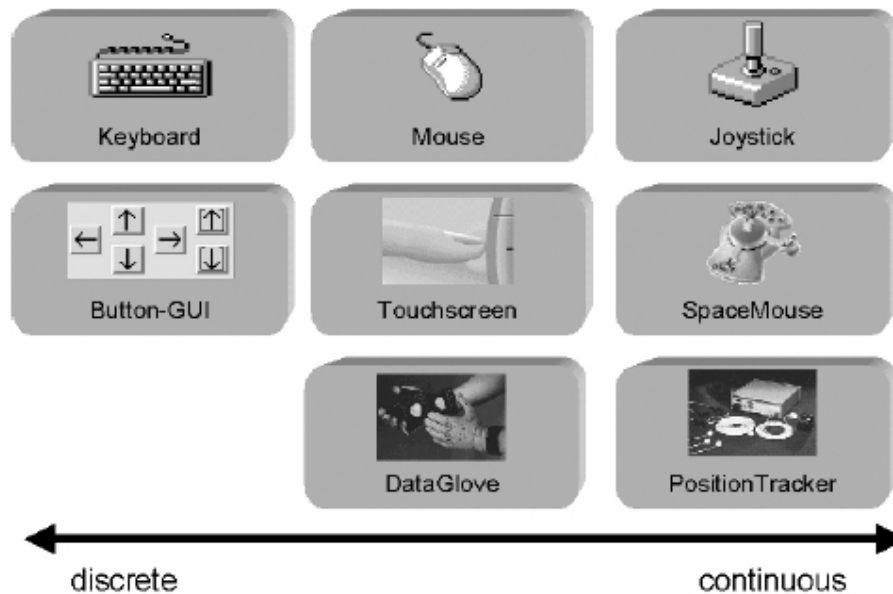 Keyboard
Mouse
Joystick
Button-GUI
Touchscreen
SpaceMouse
DataGlove
PositionTracker
discrete
continuous